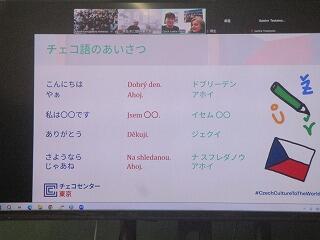 チェコ語のあいさつ
こんにちは Dobrý den. ドブリーデン
やぁ Ahoj. アホイ
私は〇〇です Jsem 〇〇. イセム 〇〇
ありがとう Děkuji. ジェクイ
さようなら Na shledanou. ナ スフレダノウ
じゃあね Ahoj. アホイ
チェコセンター
東京
#CzechCultureToTheWorld